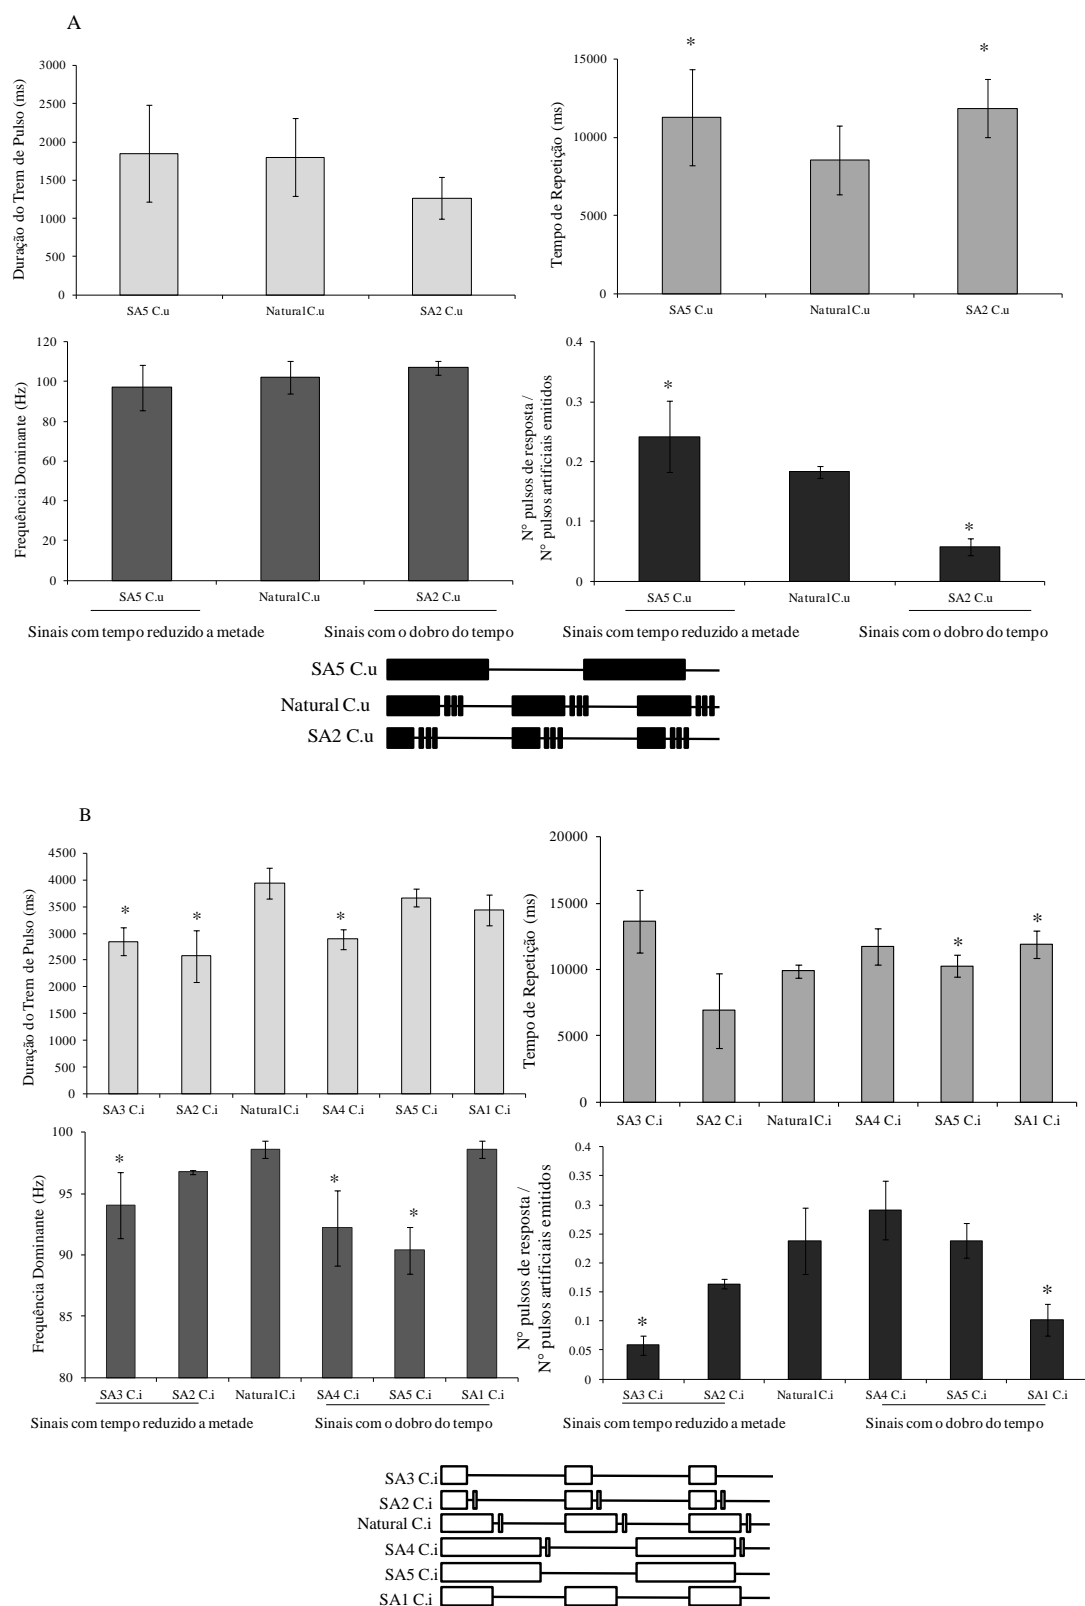 A
3000
2500
2000
1500
1000
500
0
Duração do Trem de Pulso (ms)
SA5 C.u
Natural C.u
SA2 C.u
15000
10000
5000
0
Tempo de Repetição (ms)
*
*
SA5 C.u
Natural C.u
SA2 C.u
120
100
80
60
40
20
0
Frequência Dominante (Hz)
SA5 C.u
Natural C.u
SA2 C.u
Sinais com tempo reduzido a metade
Sinais com o dobro do tempo
0.4
0.3
0.2
0.1
0
N° pulsos de resposta /
N° pulsos artificiais emitidos
*
*
SA5 C.u
Natural C.u
SA2 C.u
Sinais com tempo reduzido a metade
Sinais com o dobro do tempo
SA5 C.u
Natural C.u
SA2 C.u
B
4500
4000
3500
3000
2500
2000
1500
1000
500
0
Duração do Trem de Pulso (ms)
*
*
*
SA3 C.i
SA2 C.i
Natural C.i
SA4 C.i
SA5 C.i
SA1 C.i
20000
15000
10000
5000
0
Tempo de Repetição (ms)
*
*
SA3 C.i
SA2 C.i
Natural C.i
SA4 C.i
SA5 C.i
SA1 C.i
100
95
90
85
80
Frequência Dominante (Hz)
*
*
*
SA3 C.i
SA2 C.i
Natural C.i
SA4 C.i
SA5 C.i
SA1 C.i
Sinais com tempo reduzido a metade
Sinais com o dobro do tempo
0.4
0.35
0.3
0.25
0.2
0.15
0.1
0.05
0
N° pulsos de resposta /
N° pulsos artificiais emitidos
*
*
SA3 C.i
SA2 C.i
Natural C.i
SA4 C.i
SA5 C.i
SA1 C.i
Sinais com tempo reduzido a metade
Sinais com o dobro do tempo
SA3 C.i
SA2 C.i
Natural C.i
SA4 C.i
SA5 C.i
SA1 C.i